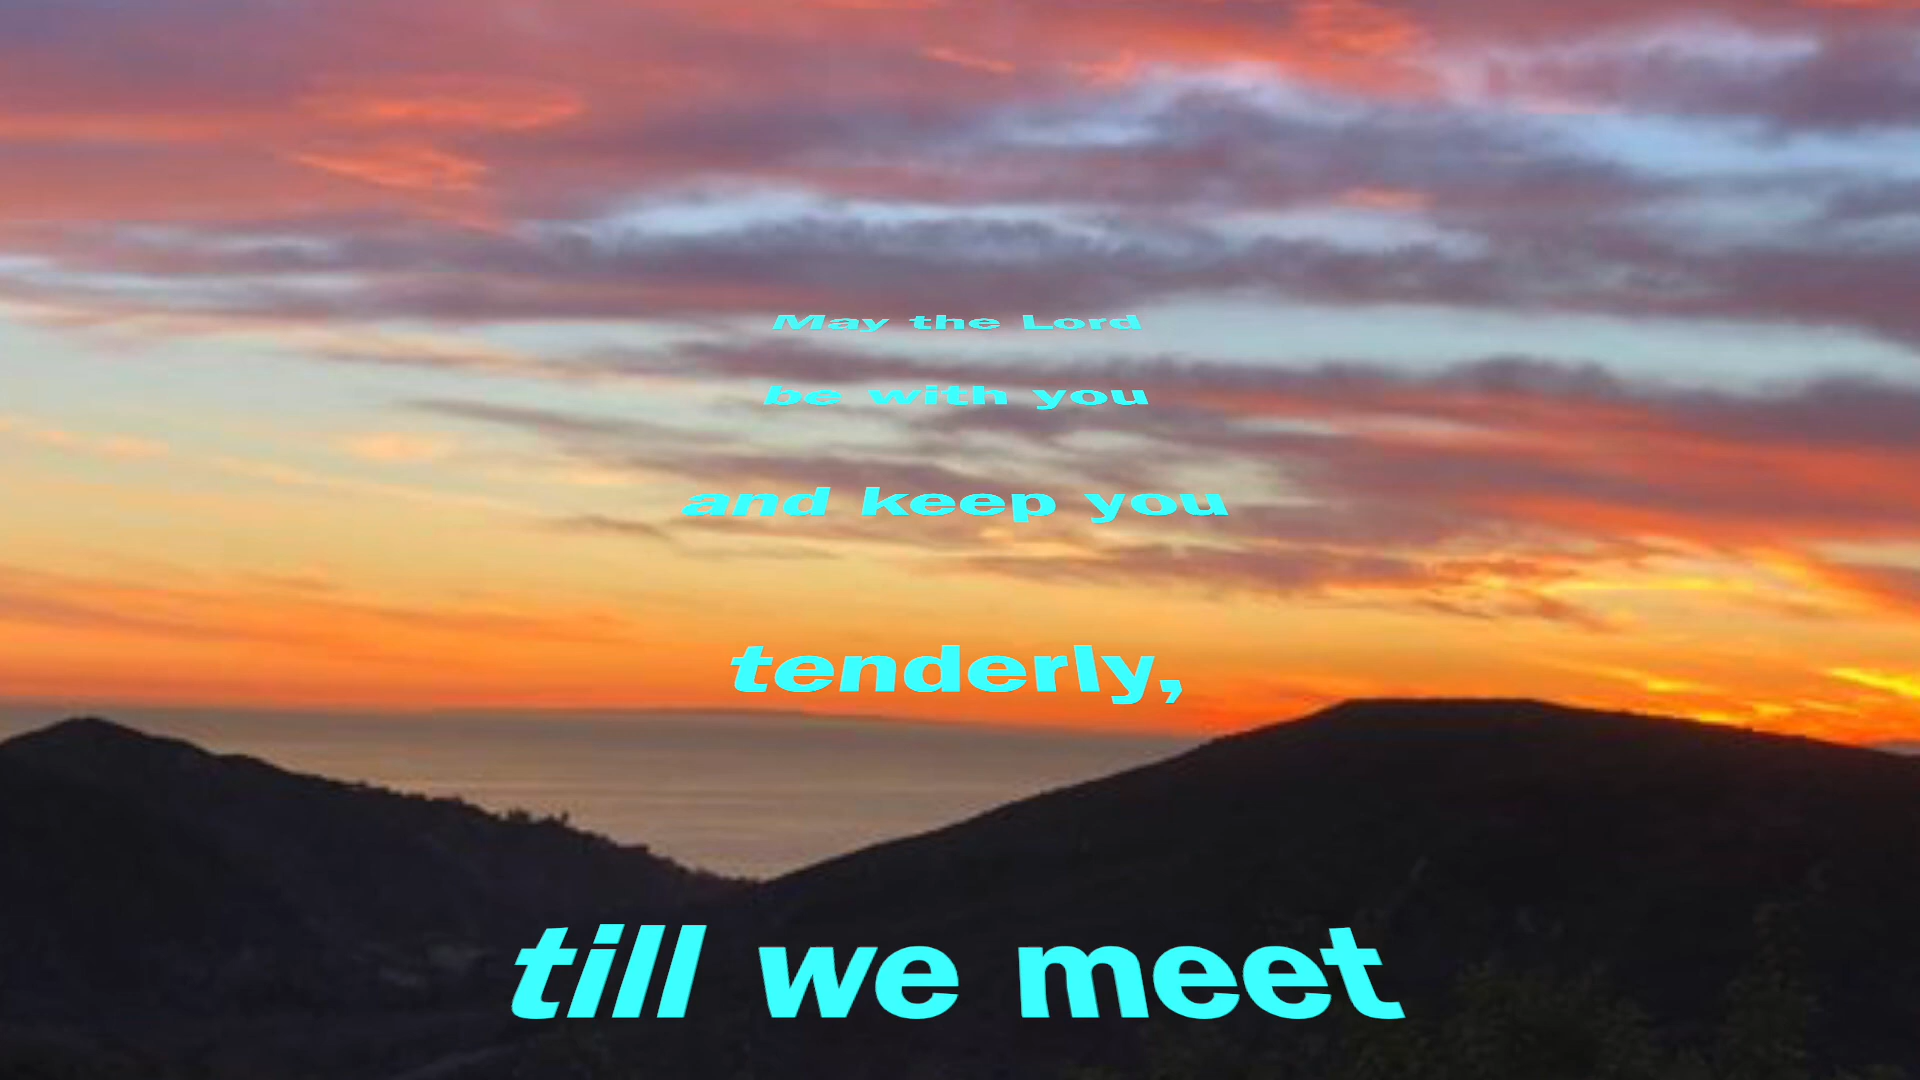 May the Lord
be with you
and keep you
tenderly,
till we meet